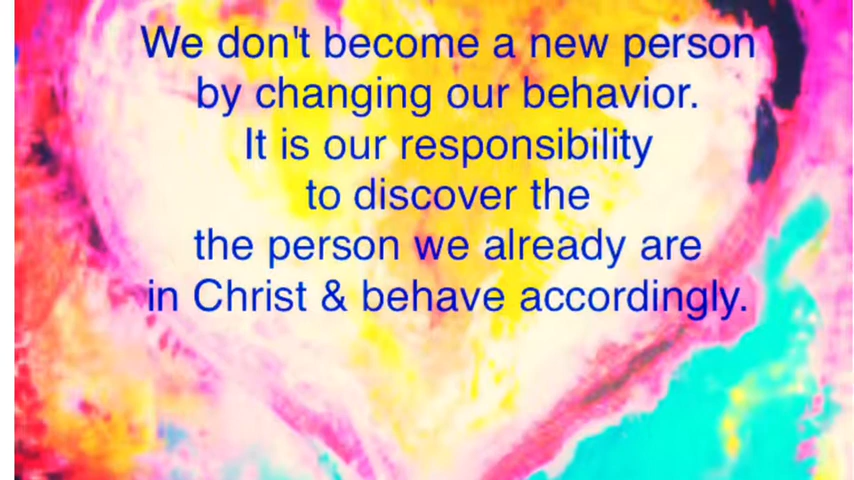 We don't become a new person
by changing our behavior.
It is our responsibility
to discover the
the person we already are
in Christ & behave accordingly.